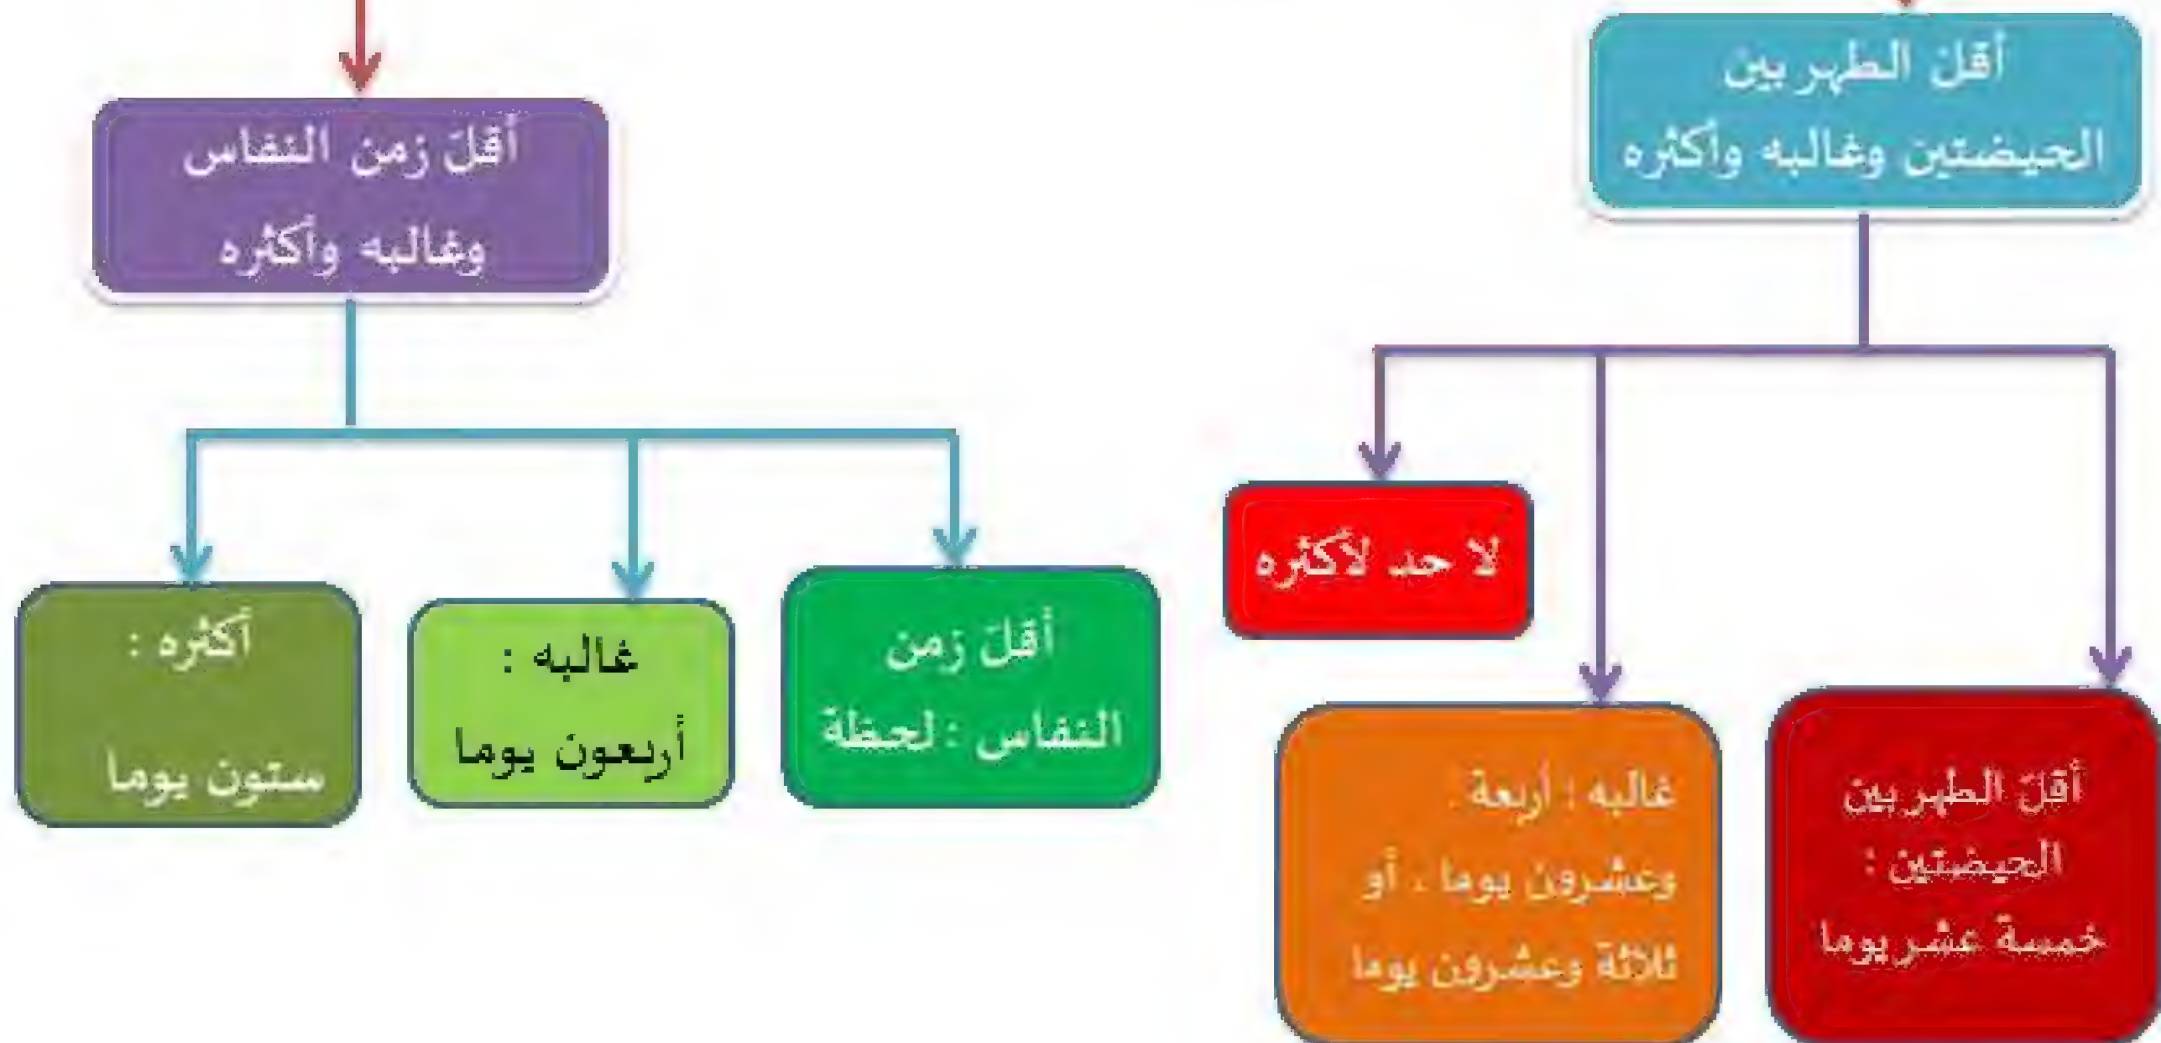 أقلّ الطهر بين
الحيضتين وغالبه وأكثره
أقلّ الطهر بين
الحيضتين :
خمسة عشر يوما
غالبه : أربعة
وعشرون يوما ، أو
ثلاثة وعشرون يوما
لا حد لأكثره
أقلّ زمن النفاس
وغالبه وأكثره
أقلّ زمن
النفاس : لحظة
غالبه :
أربعون يوما
أكثره :
ستون يوما